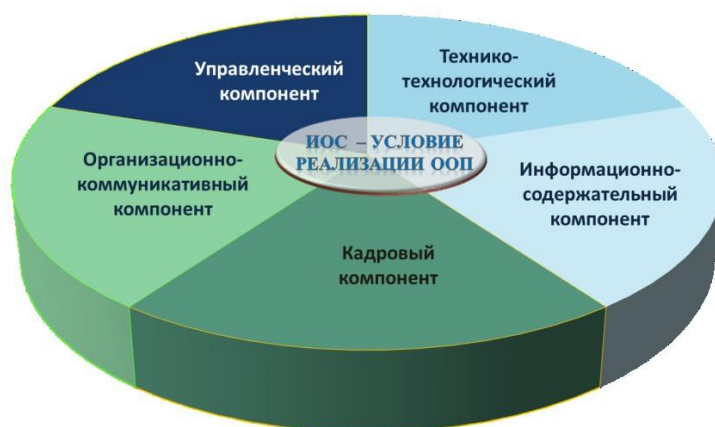 Управленческий
компонент
Технико-
технологический
компонент
ИОС – УСЛОВИЕ
РЕАЛИЗАЦИИ ООП
Организационно-
коммуникативный
компонент
Информационно-
содержательный
компонент
Кадровый
компонент